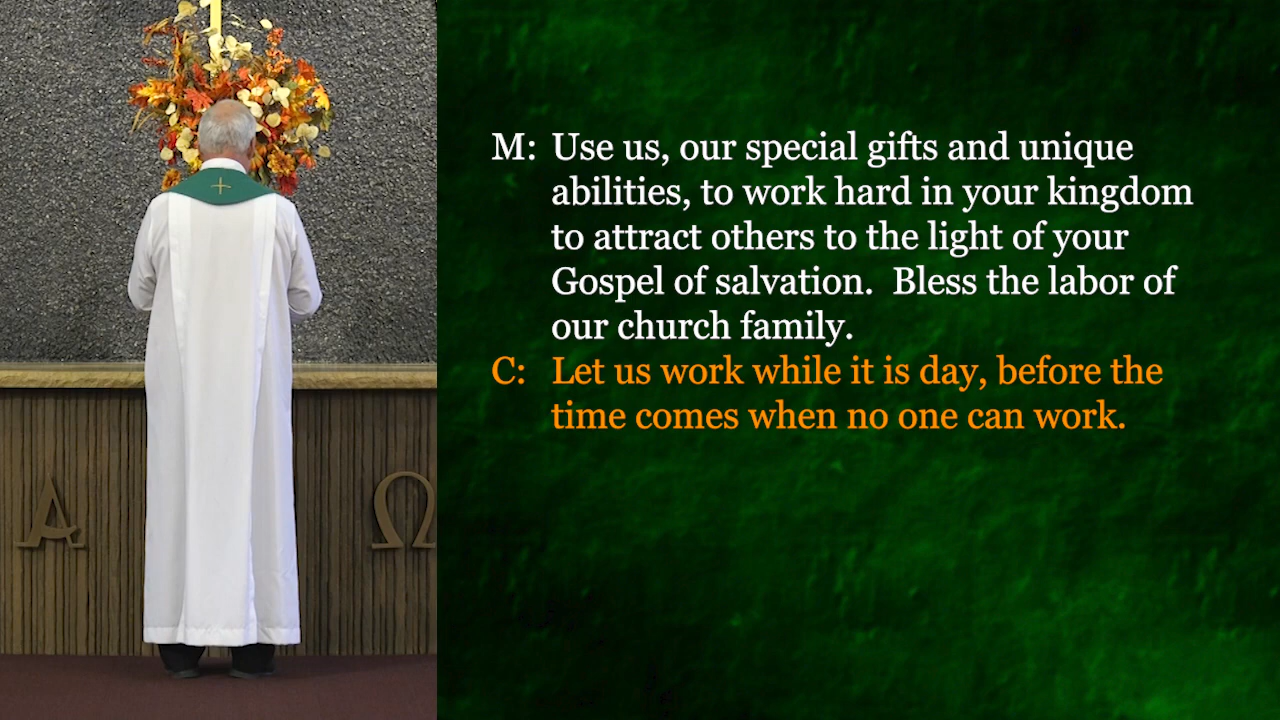 M: Use us, our special gifts and unique
abilities, to work hard in your kingdom
to attract others to the light of your
Gospel of salvation.  Bless the labor of
our church family.
C: Let us work while it is day, before the
time comes when no one can work.
Α Ω